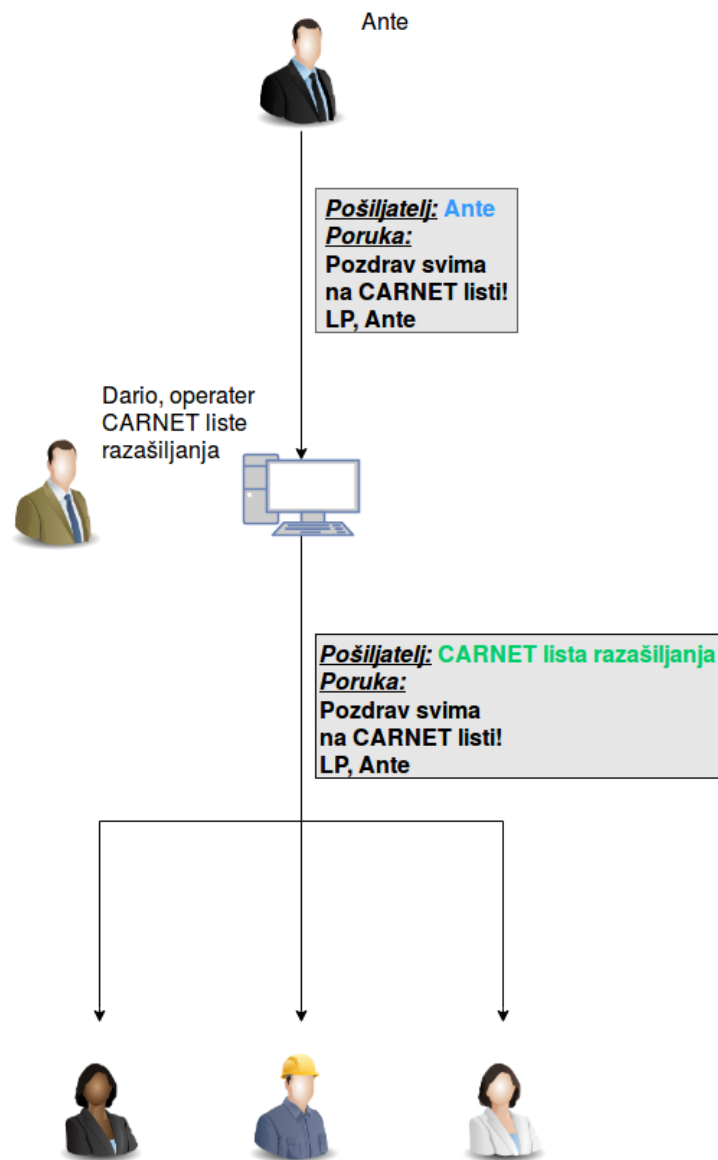 Ante
Pošiljatelj: Ante
Poruka:
Pozdrav svima
na CARNET listi!
LP, Ante
Dario, operater
CARNET liste
razašiljanja
Pošiljatelj: CARNET lista razašiljanja
Poruka:
Pozdrav svima
na CARNET listi!
LP, Ante